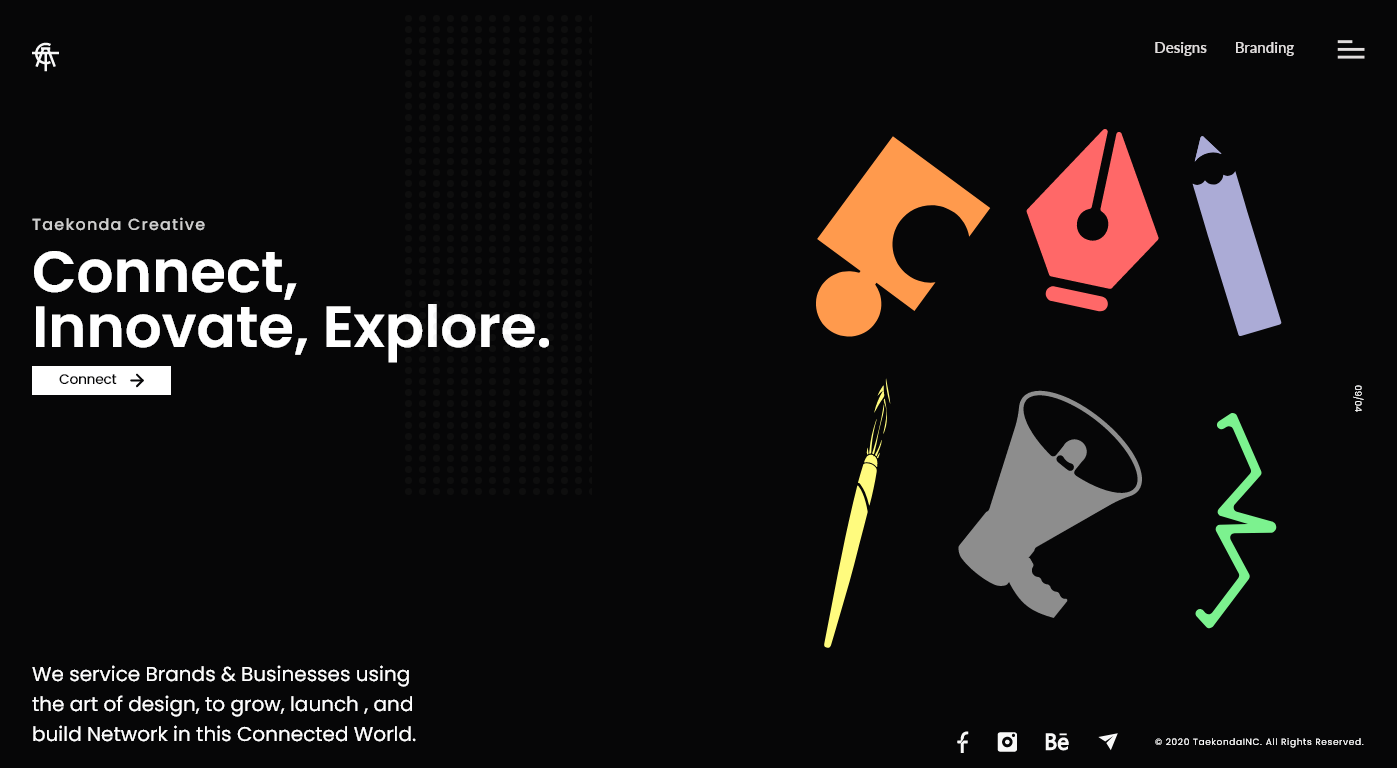 Designs Branding
Taekonda Creative
Connect,
Innovate, Explore.
Connect
09/04
We service Brands & Businesses using
the art of design, to grow, launch , and
build Network in this Connected World.
Bē
© 2020 TaekondaINC. All Rights Reserved.